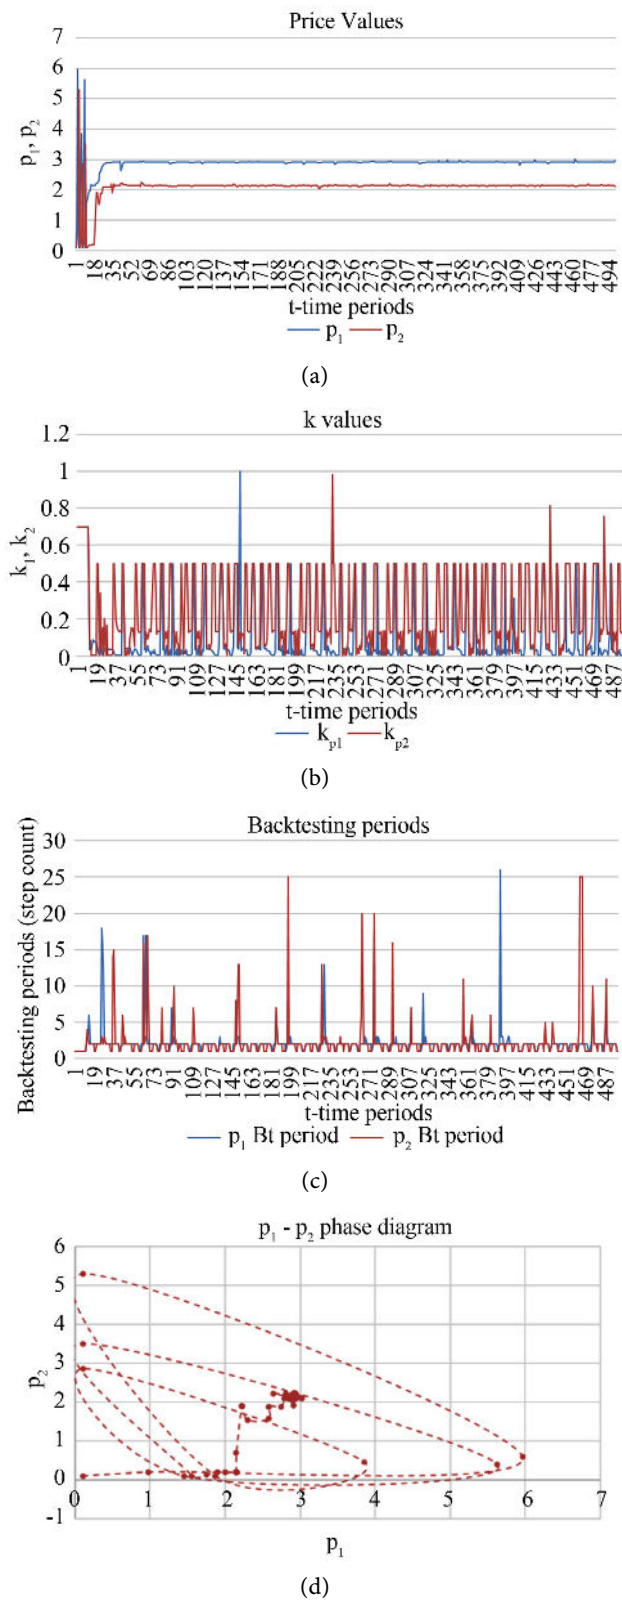 Price Values
7
6
5
4
3
2
1
0
p1, p2
1 18 35 52 69 86 103 120 137 154 171 188 205 222 239 256 273 290 307 324 341 358 375 392 409 426 443 460 477 494
t-time periods
p1 p2
(a)
k values
1.2
1
0.8
0.6
0.4
0.2
0
k1, k2
1 19 37 55 73 91 109 127 145 163 181 199 217 235 253 271 289 307 325 343 361 379 397 415 433 451 469 487
t-time periods
kp1 kp2
(b)
Backtesting periods
30
25
20
15
10
5
0
Backtesting periods (step count)
1 19 37 55 73 91 109 127 145 163 181 199 217 235 253 271 289 307 325 343 361 379 397 415 433 451 469 487
t-time periods
p1 Bt period p2 Bt period
(c)
p1 - p2 phase diagram
6
5
4
3
2
1
0
-1
p2
0 1 2 3 4 5 6 7
p1
(d)